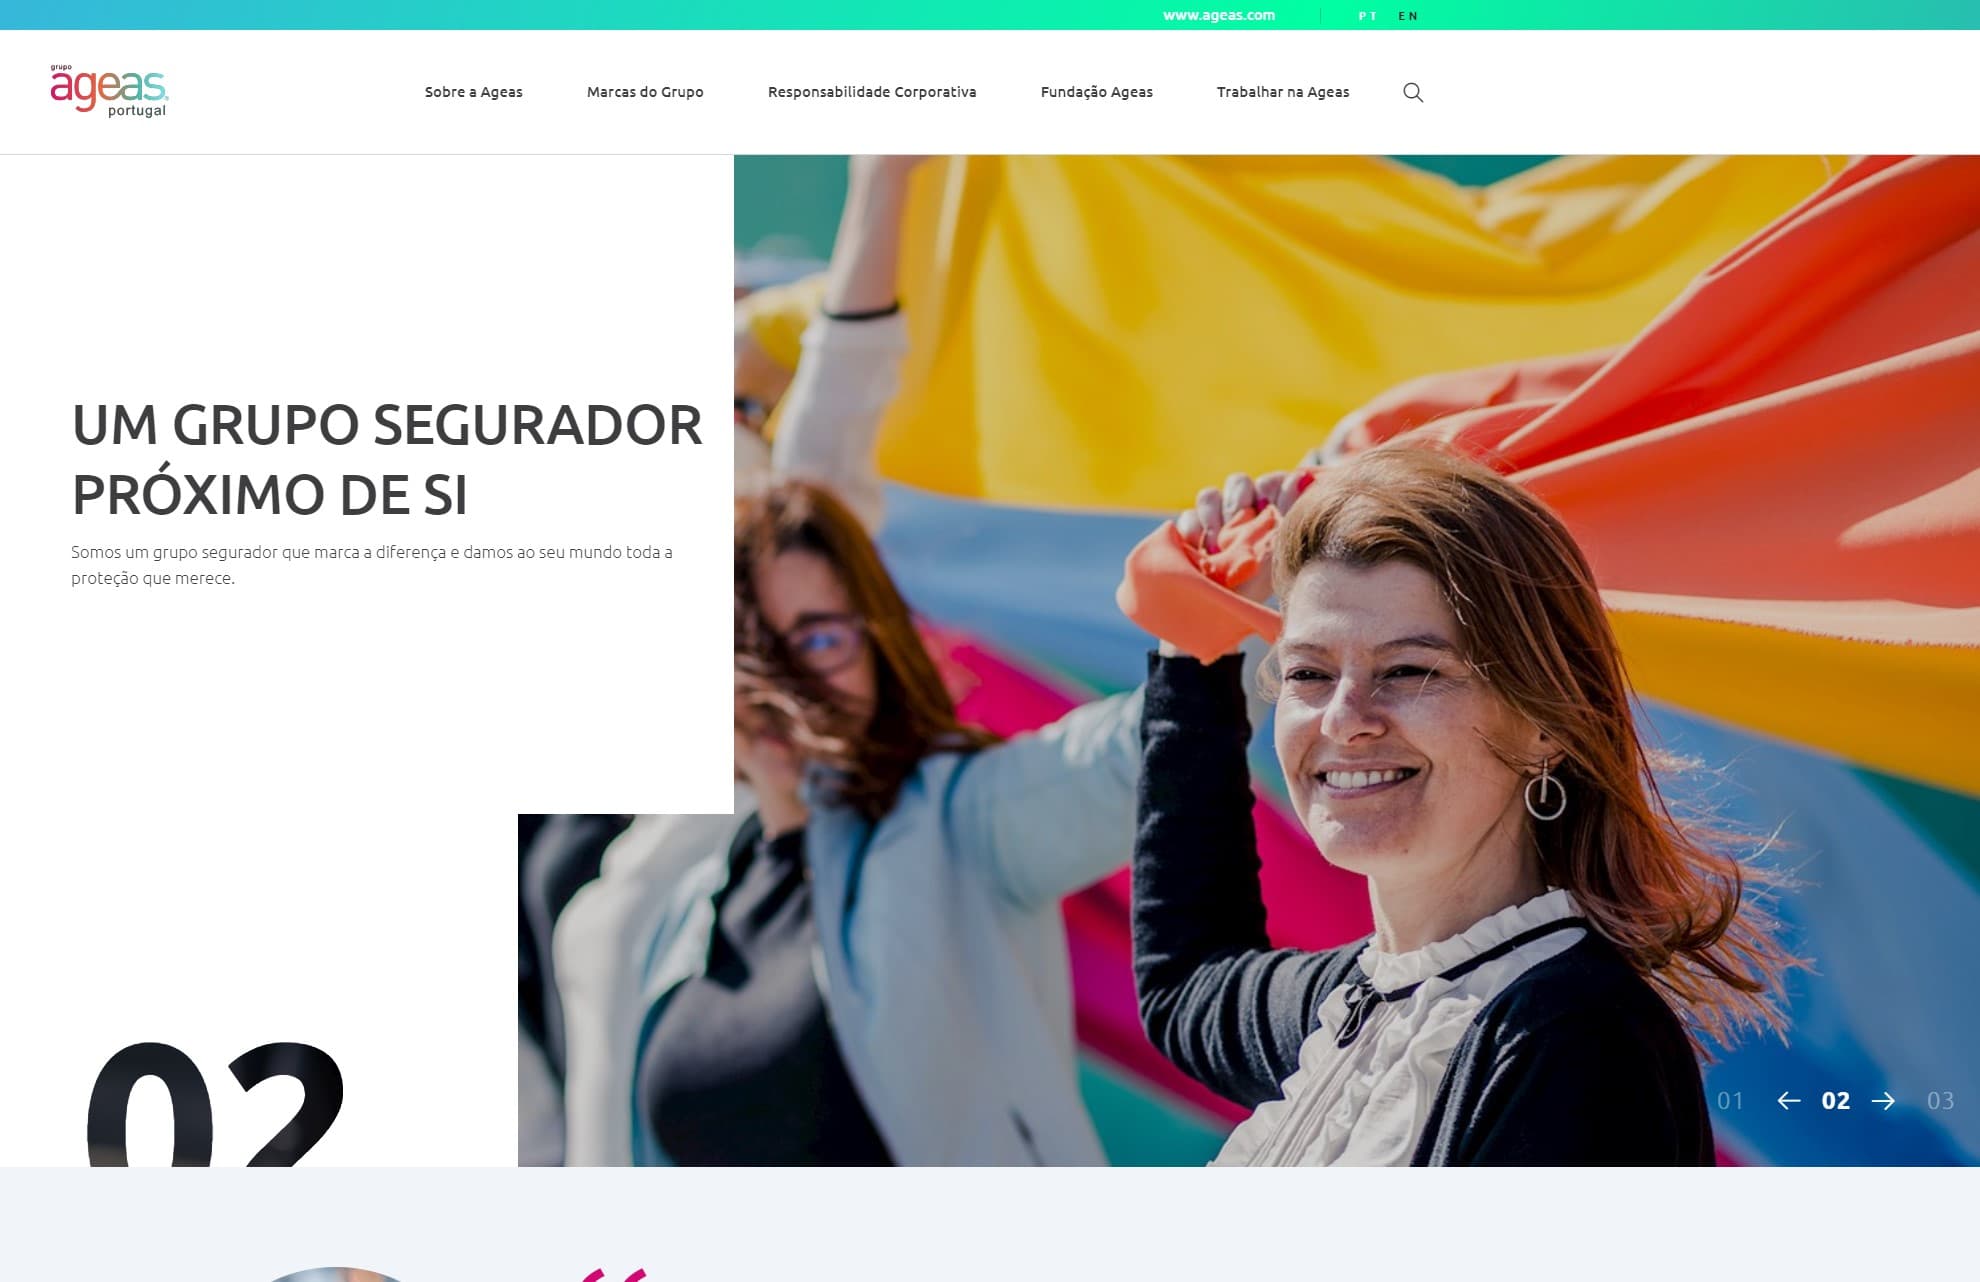 www.ageas.com
PT EN
grupo
ageas
portugal
Sobre a Ageas
Marcas do Grupo
Responsabilidade Corporativa
Fundação Ageas
Trabalhar na Ageas
UM GRUPO SEGURADOR
PRÓXIMO DE SI
Somos um grupo segurador que marca a diferença e damos ao seu mundo toda a
proteção que merece.
02
01 ← 02 → 03
“